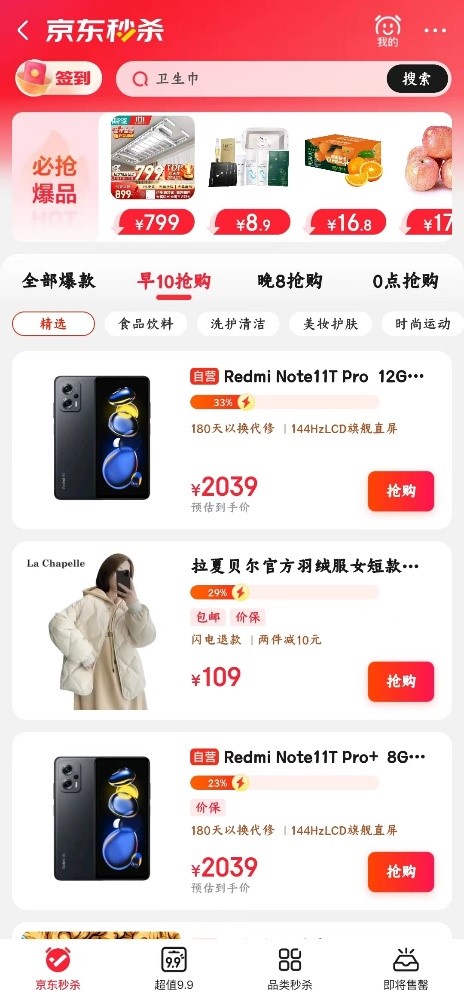 京东秒杀
我的
签到
卫生巾
搜索
必抢
爆品
HOT
799
899
¥799
¥8.9
¥16.8
¥17
全部爆款
早10抢购
晚8抢购
0点抢购
精选
食品饮料
洗护清洁
美妆护肤
时尚运动
自营 Redmi Note11T Pro 12G···
33%
180天以换代修 | 144HzLCD旗舰直屏
¥2039
预估到手价
抢购
La Chapelle
拉夏贝尔官方羽绒服女短款···
29%
包邮 价保
闪电退款 | 两件减10元
¥109
抢购
自营 Redmi Note11T Pro+ 8G···
23%
价保
180天以换代修 | 144HzLCD旗舰直屏
¥2039
预估到手价
抢购
9.9
京东秒杀
超值9.9
品类秒杀
即将售罄